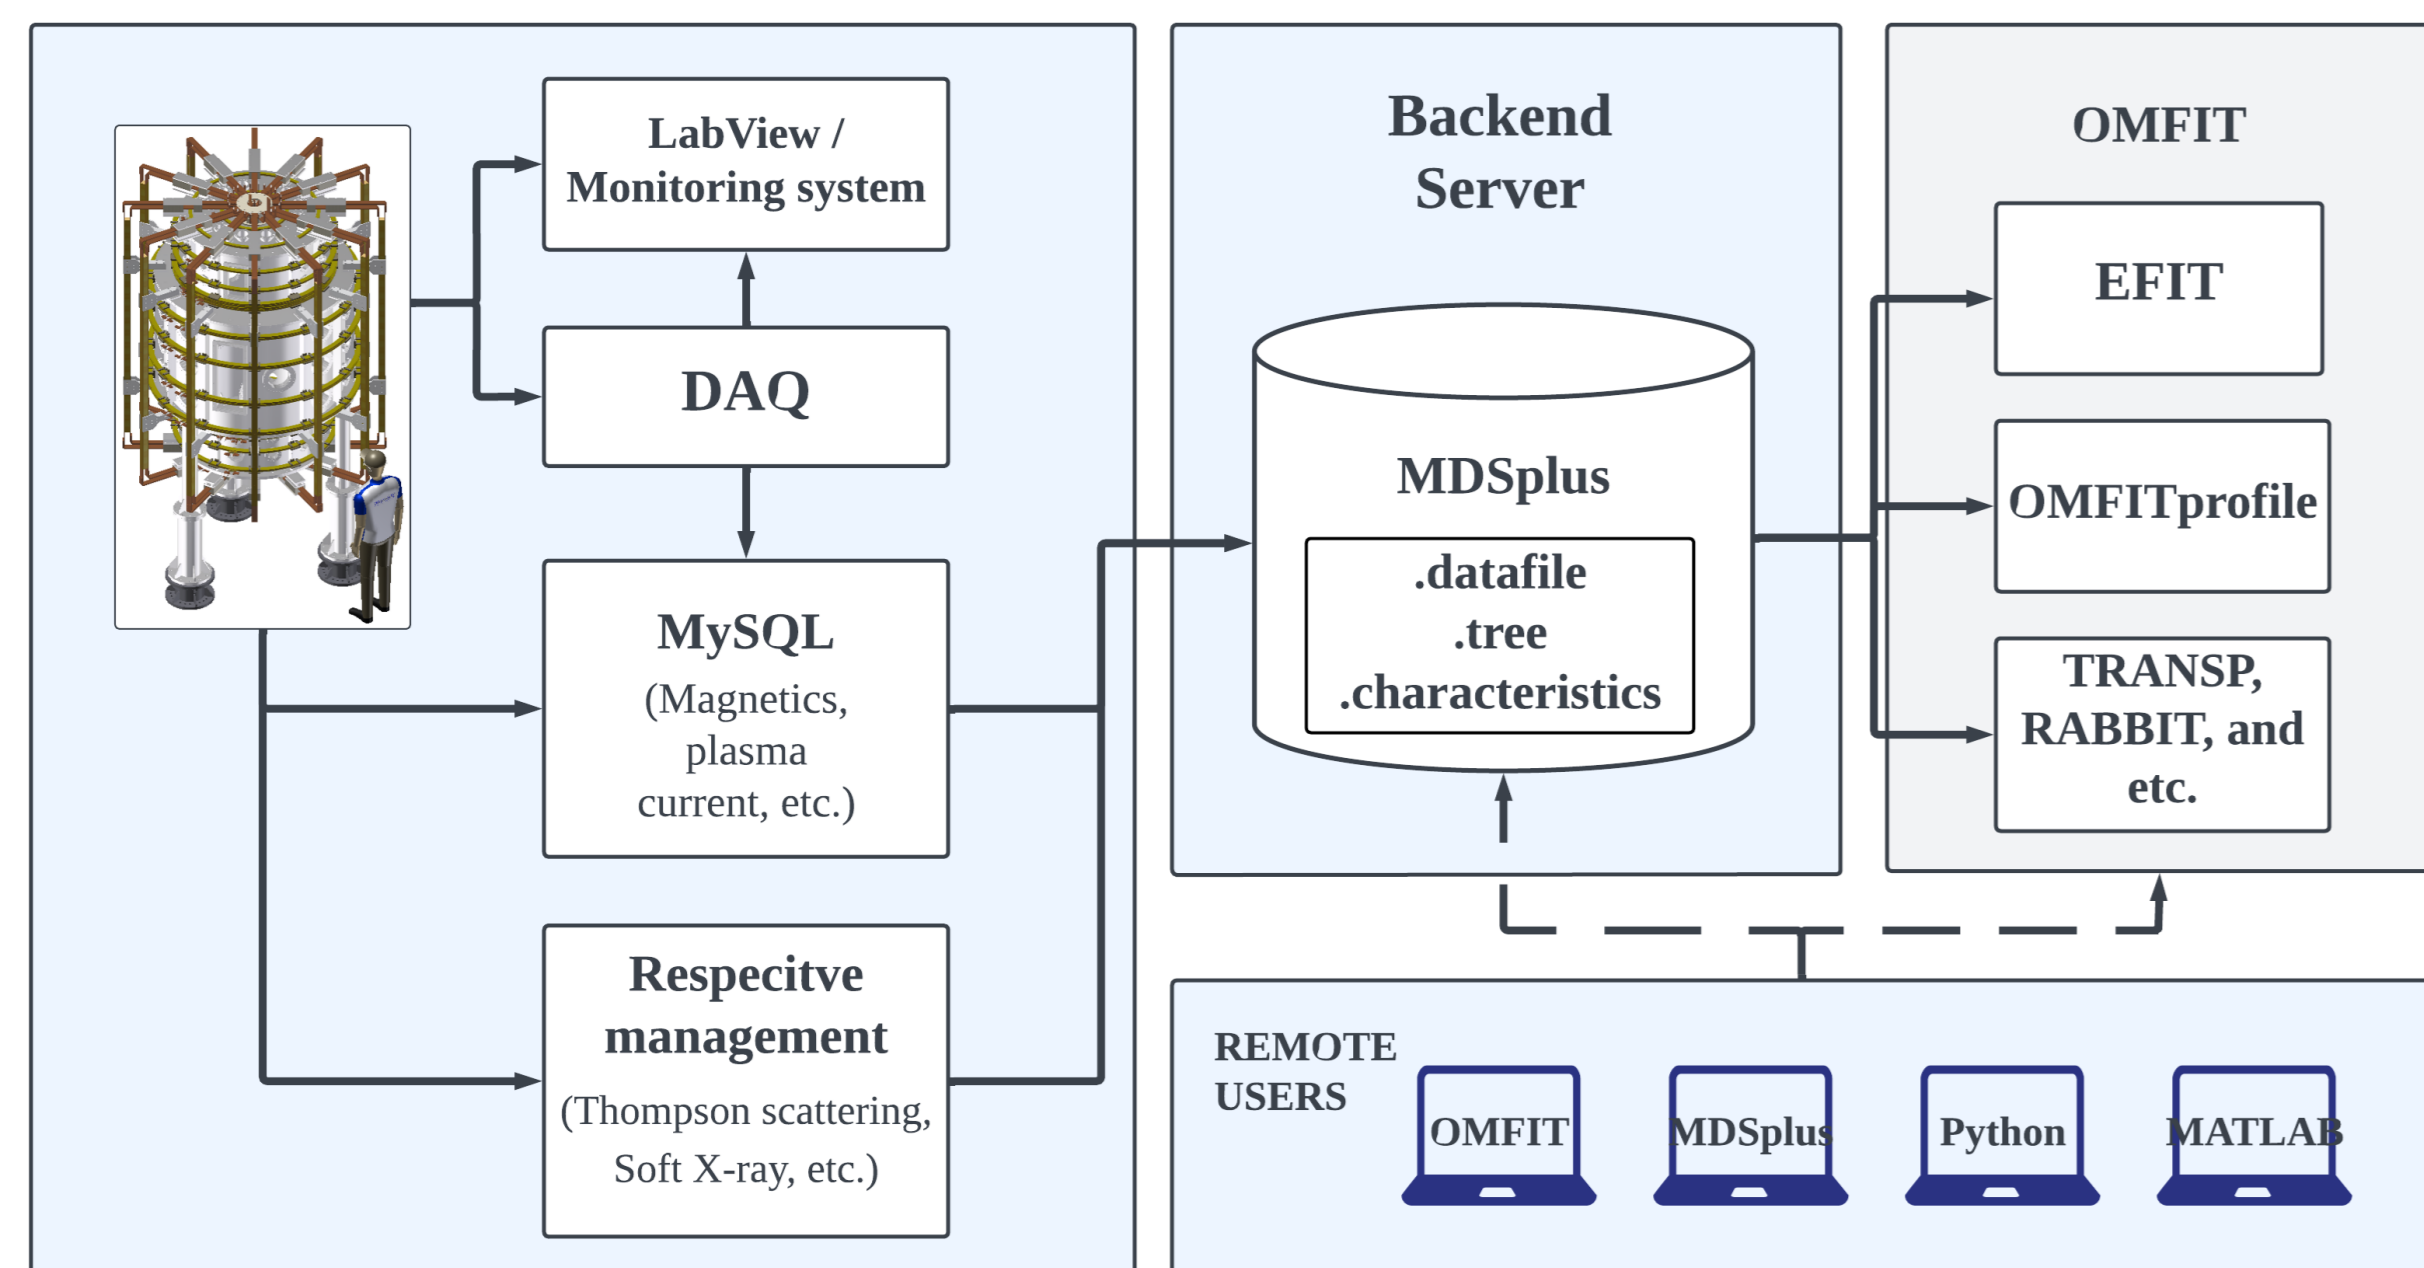 LabView /
Monitoring system
DAQ
MySQL
(Magnetics,
plasma
current, etc.)
Respecitve
management
(Thompson scattering,
Soft X-ray, etc.)
Backend
Server
MDSplus
.datafile
.tree
.characteristics
OMFIT
EFIT
OMFITprofile
TRANSP,
RABBIT, and
etc.
REMOTE
USERS
OMFIT
MDSplus
Python
MATLAB